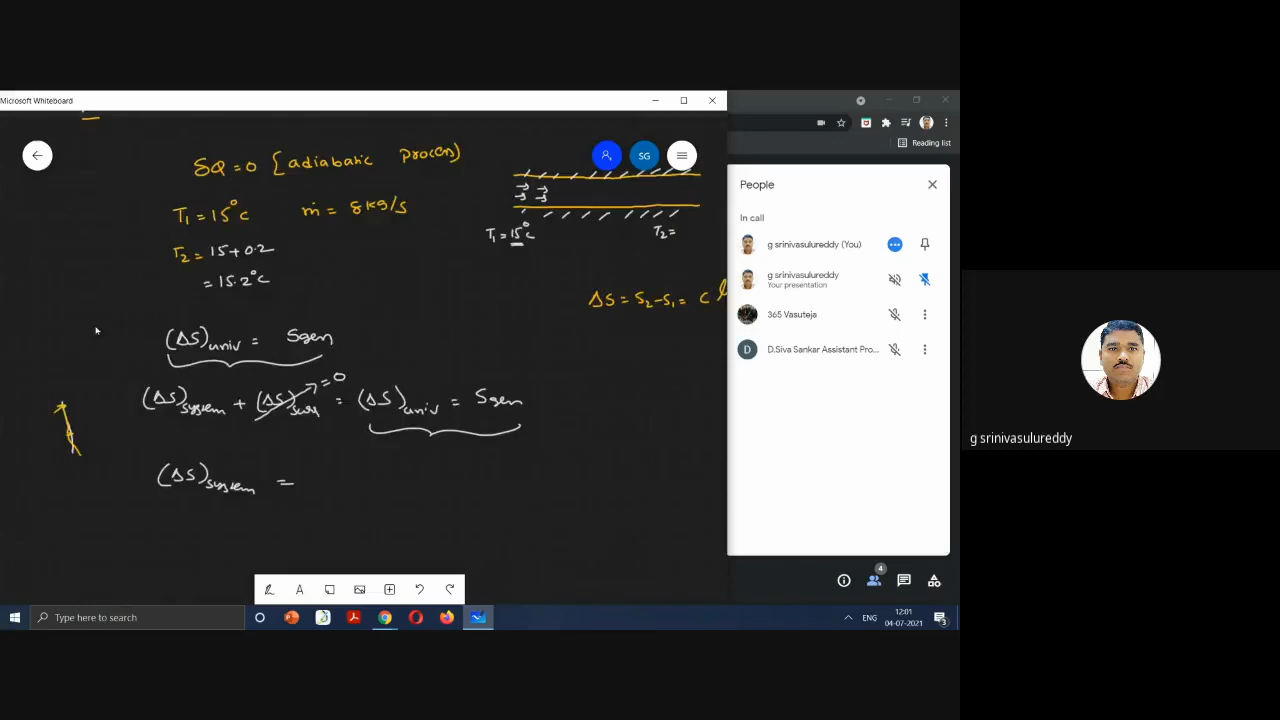 Microsoft Whiteboard
δQ = 0 [adiabatic process)
T₁ = 15°C ṁ = 8 kg/s
T₂ = 15 + 0.2
= 15.2°C
T₁ = 15°C T₂ =
ΔS = S₂ - S₁ = C
(ΔS)univ = Sgen
(ΔS)system + (ΔS)surr = 0 = (ΔS)univ = Sgen
(ΔS)system =
SG
Reading list
People
In call
g srinivasulureddy (You)
g srinivasulureddy
Your presentation
365 Vasuteja
D
D.Siva Sankar Assistant Pro...
4
g srinivasulureddy
Type here to search
ENG
12:01
04-07-2021
3